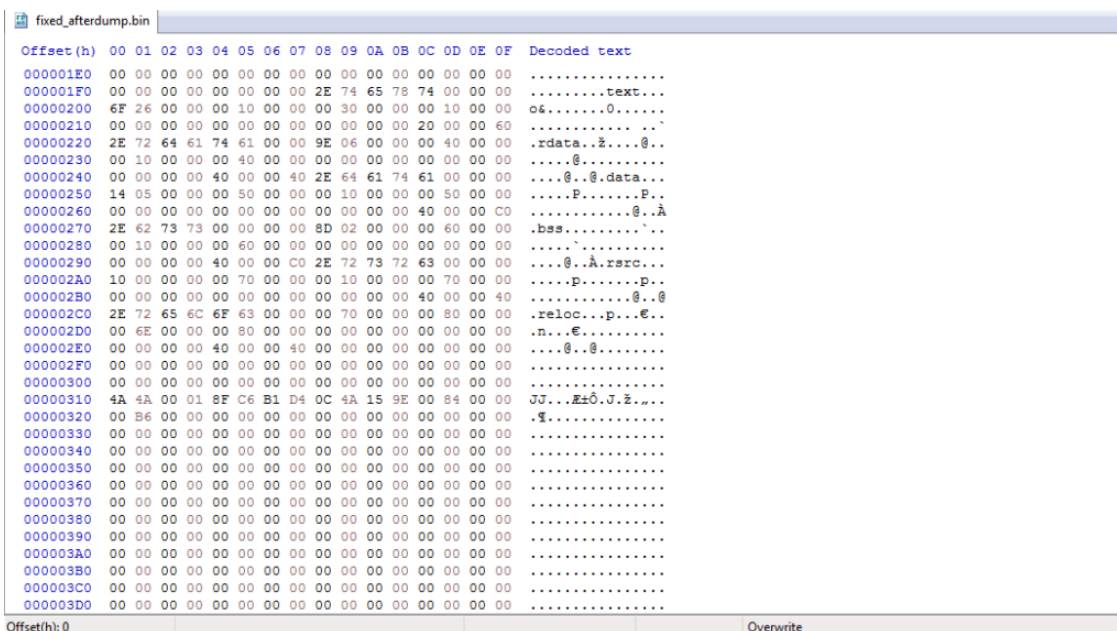 fixed_afterdump.bin
Offset(h) 00 01 02 03 04 05 06 07 08 09 0A 0B 0C 0D 0E 0F Decoded text
000001E0 00 00 00 00 00 00 00 00 00 00 00 00 00 00 00 00 ................
000001F0 00 00 00 00 00 00 00 00 2E 74 65 78 74 00 00 00 .........text...
00000200 6F 26 00 00 00 10 00 00 00 30 00 00 00 10 00 00 o&.......0......
00000210 00 00 00 00 00 00 00 00 00 00 00 00 20 00 00 60 ............ ..`
00000220 2E 72 64 61 74 61 00 00 9E 06 00 00 00 40 00 00 .rdata..ž....@..
00000230 00 10 00 00 00 40 00 00 00 00 00 00 00 00 00 00 .....@..........
00000240 00 00 00 00 40 00 00 40 2E 64 61 74 61 00 00 00 ....@..@.data...
00000250 14 05 00 00 00 50 00 00 00 10 00 00 00 50 00 00 .....P.......P..
00000260 00 00 00 00 00 00 00 00 00 00 00 00 40 00 00 C0 ............@..À
00000270 2E 62 73 73 00 00 00 00 8D 02 00 00 00 60 00 00 .bss.........`..
00000280 00 10 00 00 00 60 00 00 00 00 00 00 00 00 00 00 .....`..........
00000290 00 00 00 00 40 00 00 C0 2E 72 73 72 63 00 00 00 ....@..À.rsrc...
000002A0 10 00 00 00 00 70 00 00 00 10 00 00 00 70 00 00 .....p.......p..
000002B0 00 00 00 00 00 00 00 00 00 00 00 00 40 00 00 40 ............@..@
000002C0 2E 72 65 6C 6F 63 00 00 00 70 00 00 00 80 00 00 .reloc...p...€..
000002D0 00 6E 00 00 00 80 00 00 00 00 00 00 00 00 00 00 .n...€..........
000002E0 00 00 00 00 40 00 00 40 00 00 00 00 00 00 00 00 ....@..@........
000002F0 00 00 00 00 00 00 00 00 00 00 00 00 00 00 00 00 ................
00000300 00 00 00 00 00 00 00 00 00 00 00 00 00 00 00 00 ................
00000310 4A 4A 00 01 8F C6 B1 D4 0C 4A 15 9E 00 84 00 00 JJ...Æ±Ô.J.ž.„..
00000320 00 B6 00 00 00 00 00 00 00 00 00 00 00 00 00 00 .¶..............
00000330 00 00 00 00 00 00 00 00 00 00 00 00 00 00 00 00 ................
00000340 00 00 00 00 00 00 00 00 00 00 00 00 00 00 00 00 ................
00000350 00 00 00 00 00 00 00 00 00 00 00 00 00 00 00 00 ................
00000360 00 00 00 00 00 00 00 00 00 00 00 00 00 00 00 00 ................
00000370 00 00 00 00 00 00 00 00 00 00 00 00 00 00 00 00 ................
00000380 00 00 00 00 00 00 00 00 00 00 00 00 00 00 00 00 ................
00000390 00 00 00 00 00 00 00 00 00 00 00 00 00 00 00 00 ................
000003A0 00 00 00 00 00 00 00 00 00 00 00 00 00 00 00 00 ................
000003B0 00 00 00 00 00 00 00 00 00 00 00 00 00 00 00 00 ................
000003C0 00 00 00 00 00 00 00 00 00 00 00 00 00 00 00 00 ................
000003D0 00 00 00 00 00 00 00 00 00 00 00 00 00 00 00 00 ................
Offset(h): 0 Overwrite